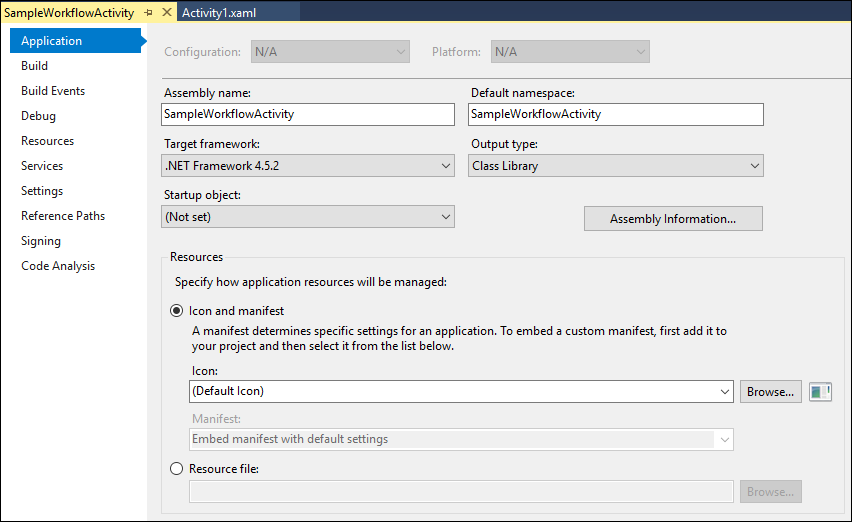 SampleWorkflowActivity Activity1.xaml
Application
Build
Build Events
Debug
Resources
Services
Settings
Reference Paths
Signing
Code Analysis
Configuration: N/A Platform: N/A
Assembly name: Default namespace:
SampleWorkflowActivity SampleWorkflowActivity
Target framework: Output type:
.NET Framework 4.5.2 Class Library
Startup object:
(Not set) Assembly Information...
Resources
Specify how application resources will be managed:
Icon and manifest
A manifest determines specific settings for an application. To embed a custom manifest, first add it to
your project and then select it from the list below.
Icon:
(Default Icon) Browse...
Manifest:
Embed manifest with default settings
Resource file:
Browse...